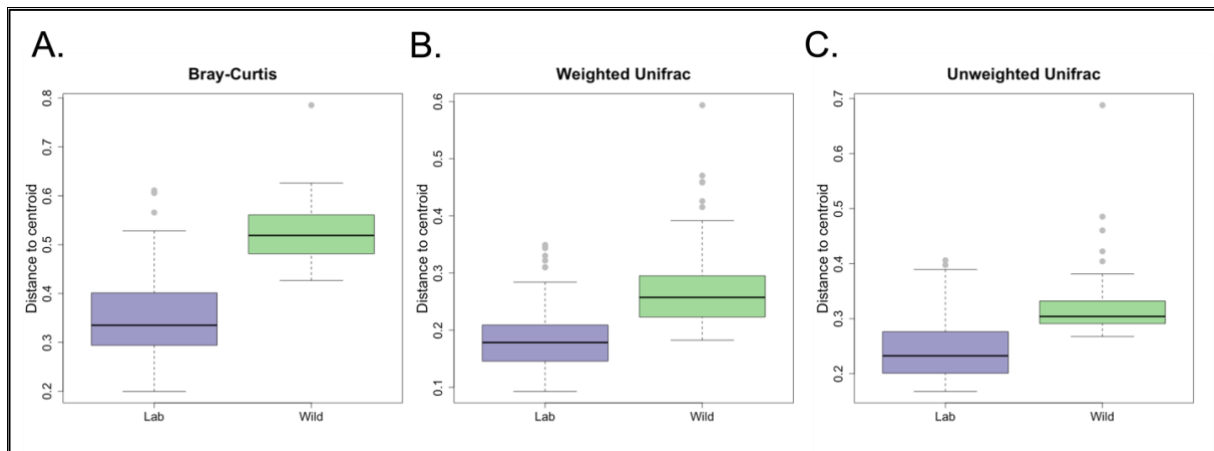 A.
Bray-Curtis
Distance to centroid
0.8
0.7
0.6
0.5
0.4
0.3
0.2
Lab
Wild
B.
Weighted Unifrac
Distance to centroid
0.6
0.5
0.4
0.3
0.2
0.1
Lab
Wild
C.
Unweighted Unifrac
Distance to centroid
0.7
0.6
0.5
0.4
0.3
0.2
Lab
Wild